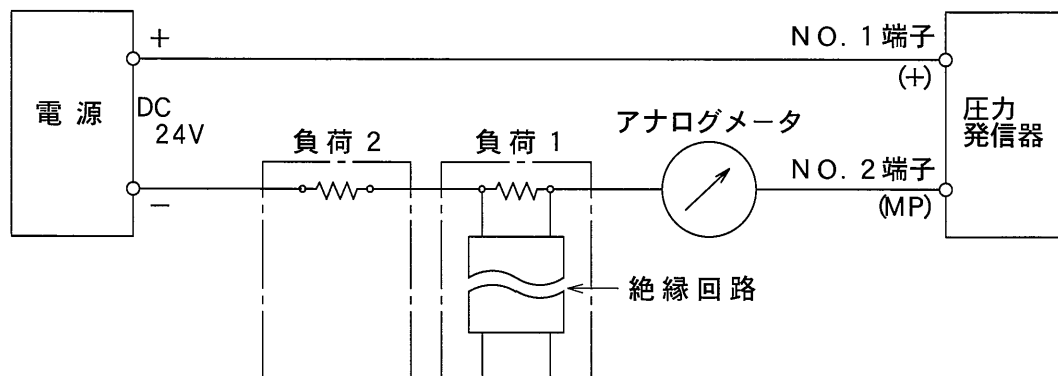 +
NO. 1端子
(+)
電源
DC
24V
圧力
発信器
アナログメータ
負荷 2
負荷 1
NO. 2端子
(MP)
−
絶縁回路